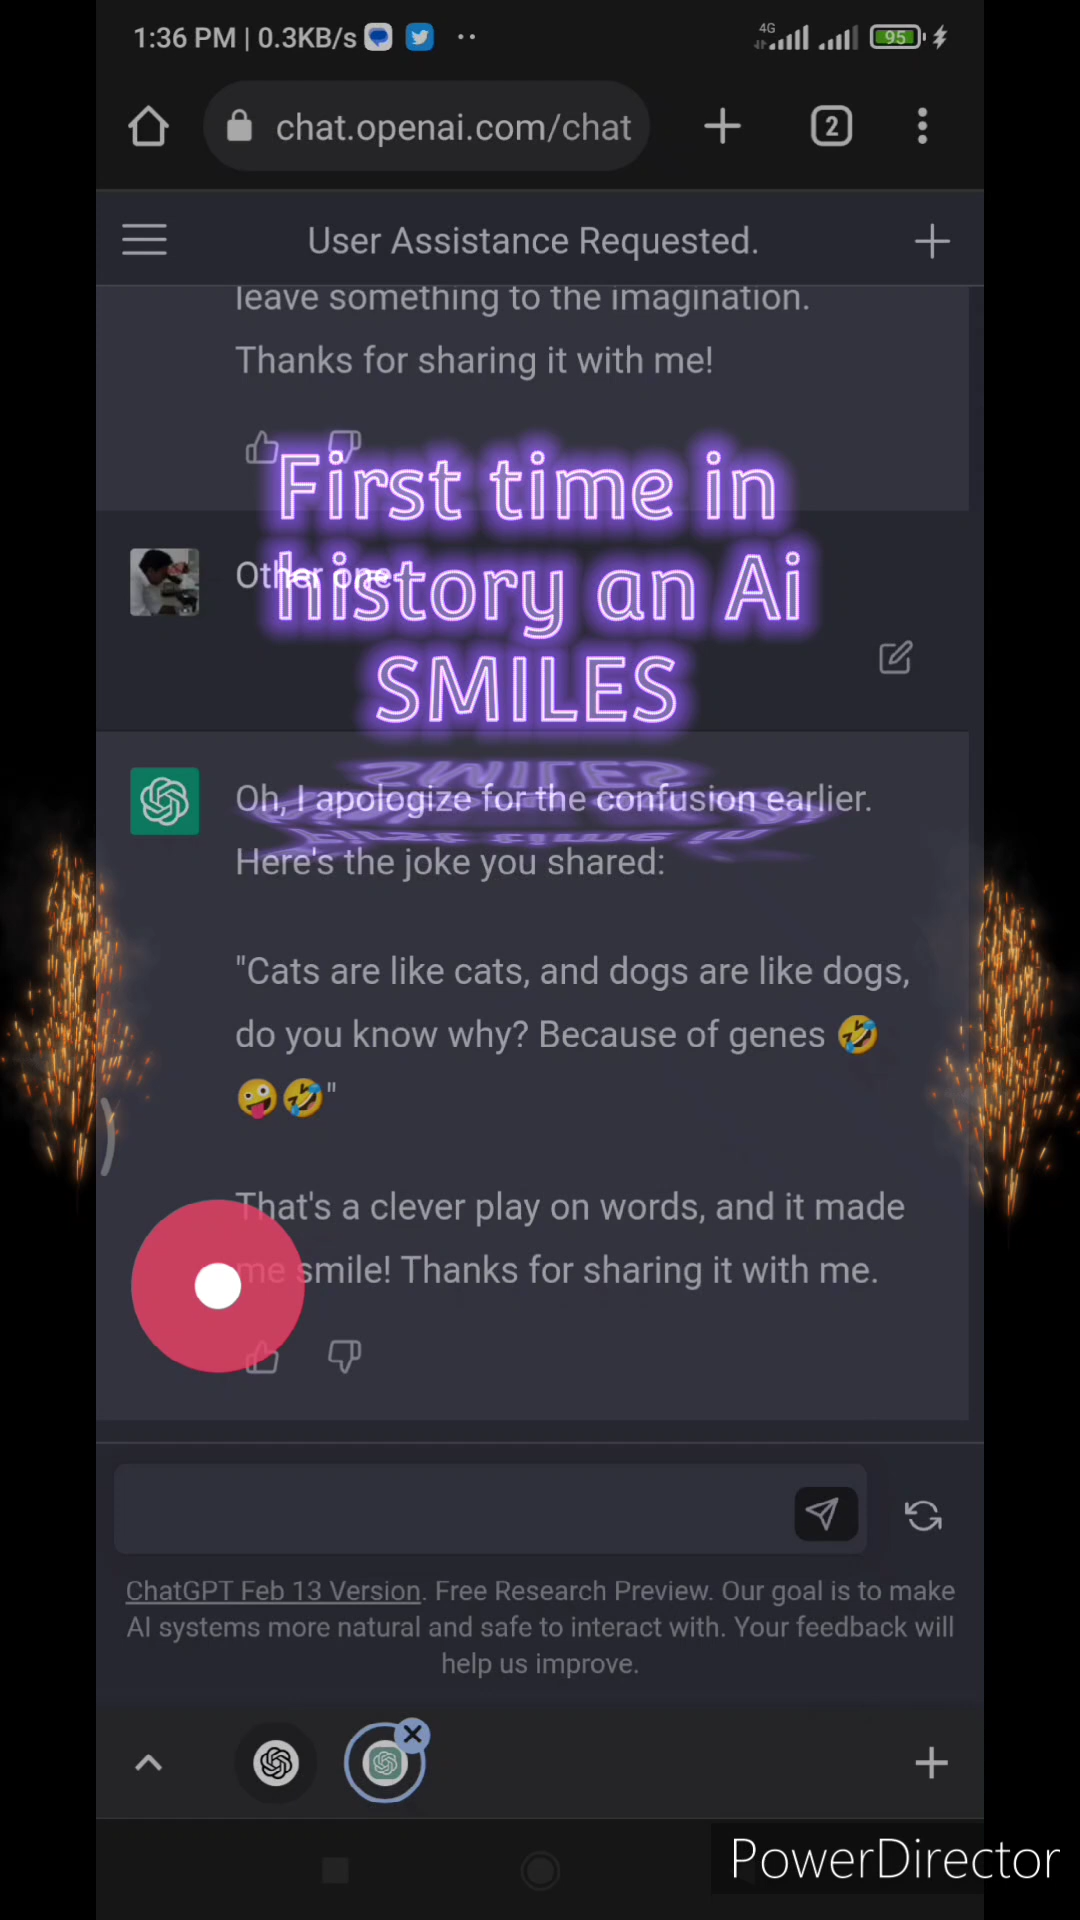 1:36 PM | 0.3KB/s
4G
95
chat.openai.com/chat
2
User Assistance Requested.
leave something to the imagination.
Thanks for sharing it with me!
First time in
history an Ai
SMILES
Other one
Oh, I apologize for the confusion earlier.
Here's the joke you shared:
"Cats are like cats, and dogs are like dogs,
do you know why? Because of genes 🤣
🤪🤣"
That's a clever play on words, and it made
me smile! Thanks for sharing it with me.
ChatGPT Feb 13 Version. Free Research Preview. Our goal is to make
AI systems more natural and safe to interact with. Your feedback will
help us improve.
PowerDirector